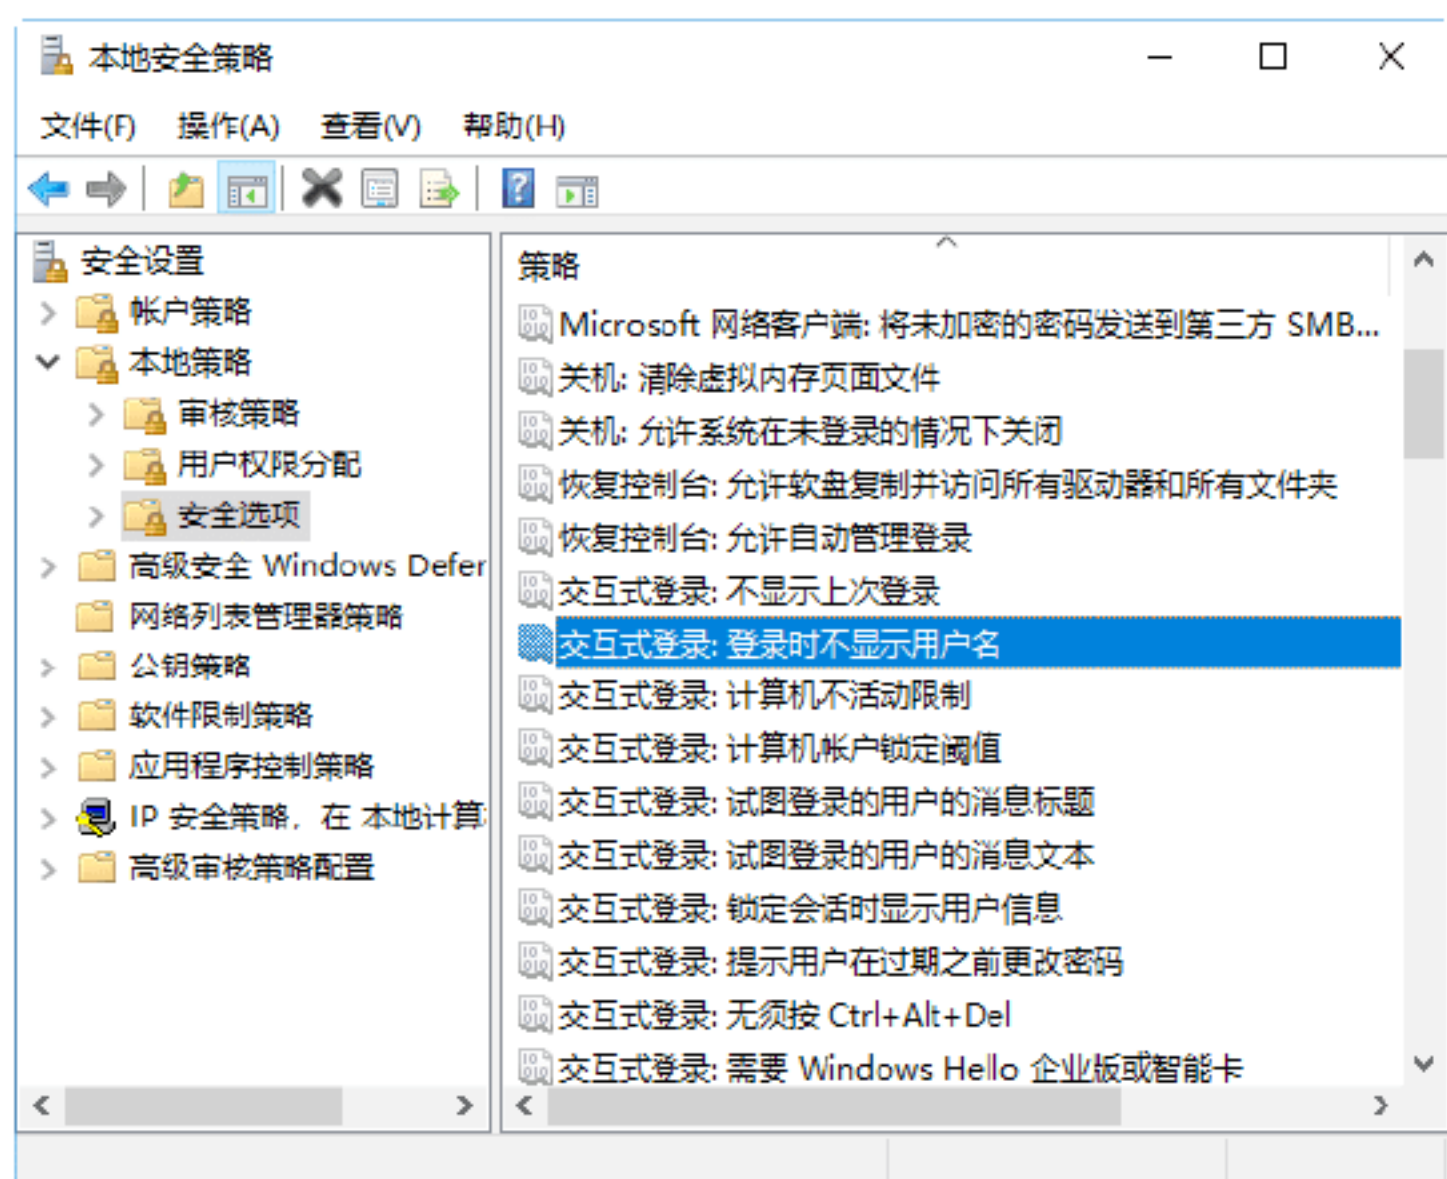 本地安全策略
文件(F) 操作(A) 查看(V) 帮助(H)
安全设置
帐户策略
本地策略
审核策略
用户权限分配
安全选项
高级安全 Windows Defer
网络列表管理器策略
公钥策略
软件限制策略
应用程序控制策略
IP 安全策略，在 本地计算
高级审核策略配置
策略
Microsoft 网络客户端: 将未加密的密码发送到第三方 SMB...
关机: 清除虚拟内存页面文件
关机: 允许系统在未登录的情况下关闭
恢复控制台: 允许软盘复制并访问所有驱动器和所有文件夹
恢复控制台: 允许自动管理登录
交互式登录: 不显示上次登录
交互式登录: 登录时不显示用户名
交互式登录: 计算机不活动限制
交互式登录: 计算机帐户锁定阈值
交互式登录: 试图登录的用户的消息标题
交互式登录: 试图登录的用户的消息文本
交互式登录: 锁定会话时显示用户信息
交互式登录: 提示用户在过期之前更改密码
交互式登录: 无须按 Ctrl+Alt+Del
交互式登录: 需要 Windows Hello 企业版或智能卡